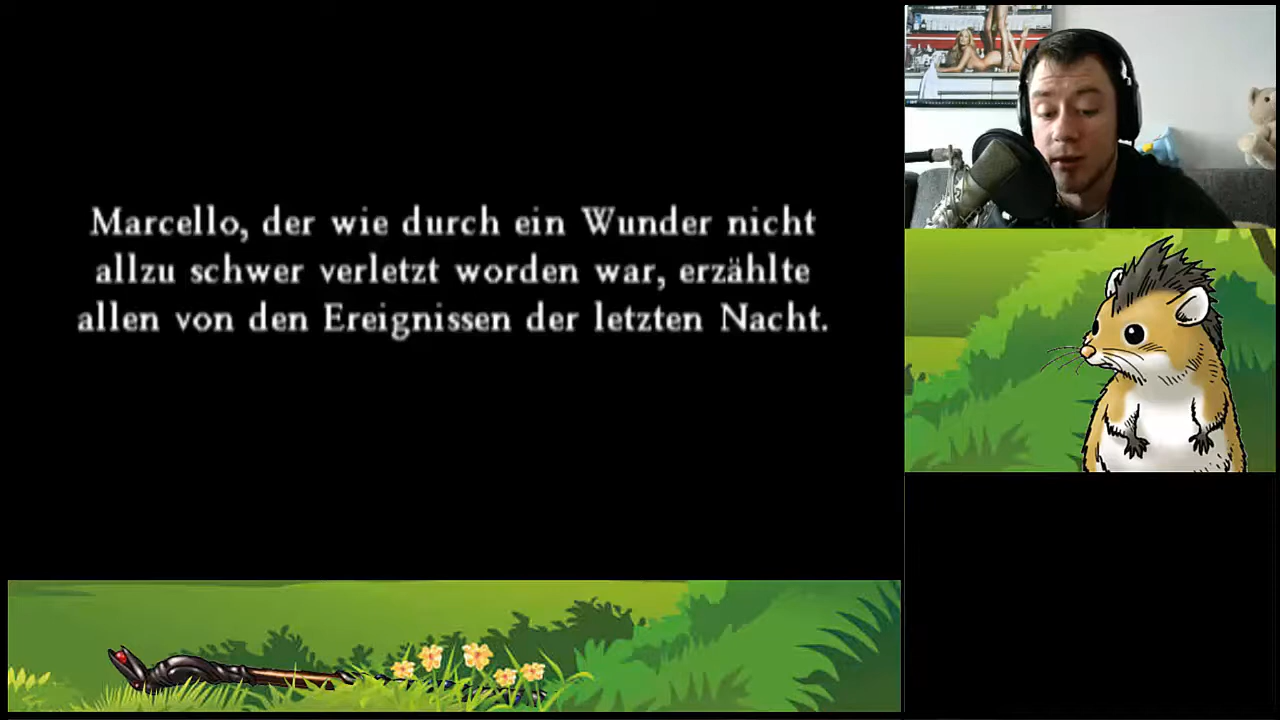 Marcello, der wie durch ein Wunder nicht
allzu schwer verletzt worden war, erzählte
allen von den Ereignissen der letzten Nacht.